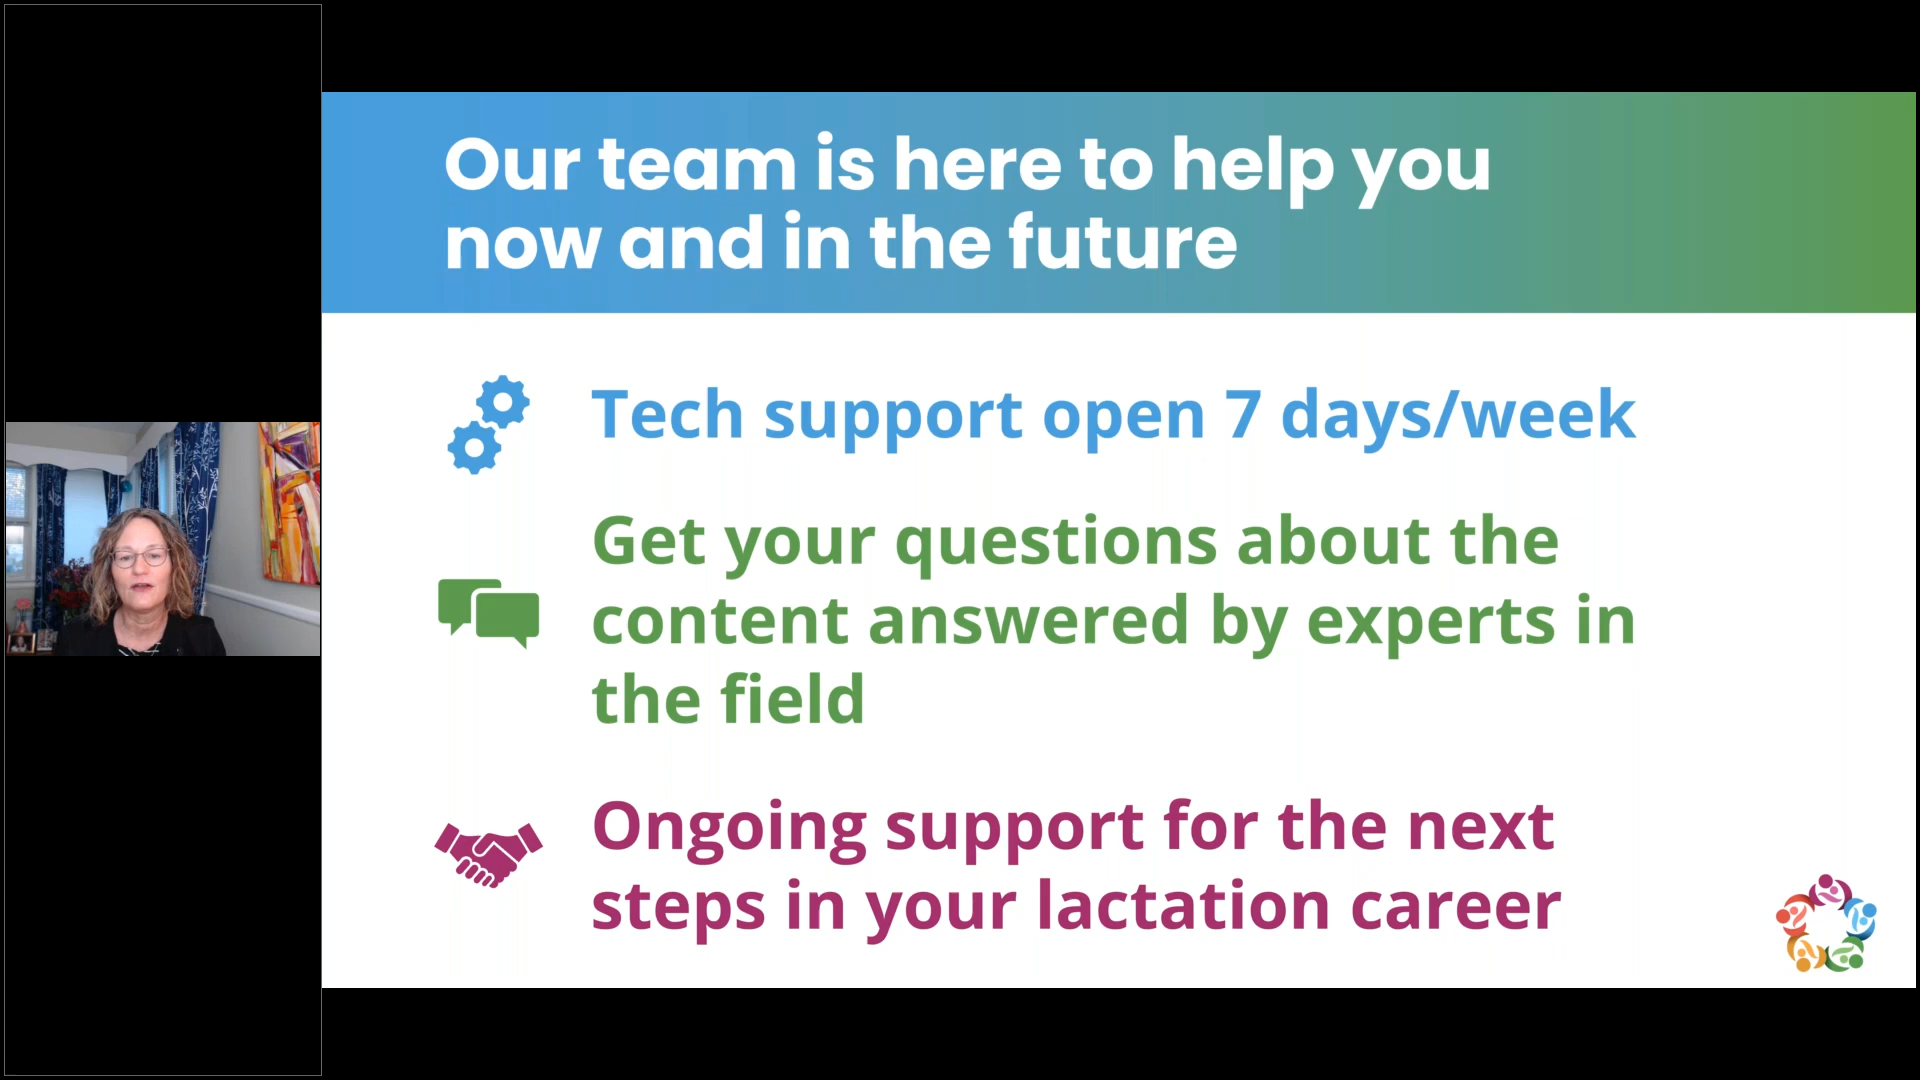 Our team is here to help you
now and in the future
Tech support open 7 days/week
Get your questions about the
content answered by experts in
the field
Ongoing support for the next
steps in your lactation career